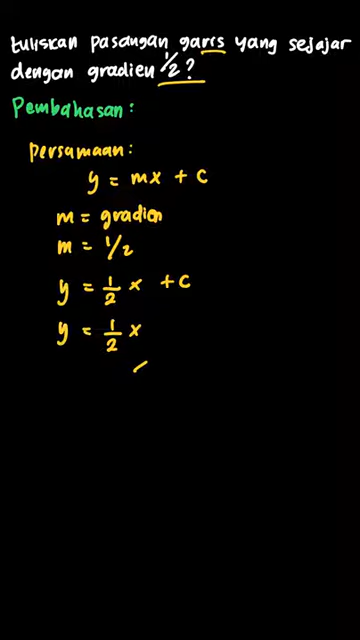 tuliskan pasangan garis yang sejajar
dengan gradien 1/2?
Pembahasan:
Persamaan:
y = mx + c
m = gradien
m = 1/2
y = 1/2 x + c
y = 1/2 x